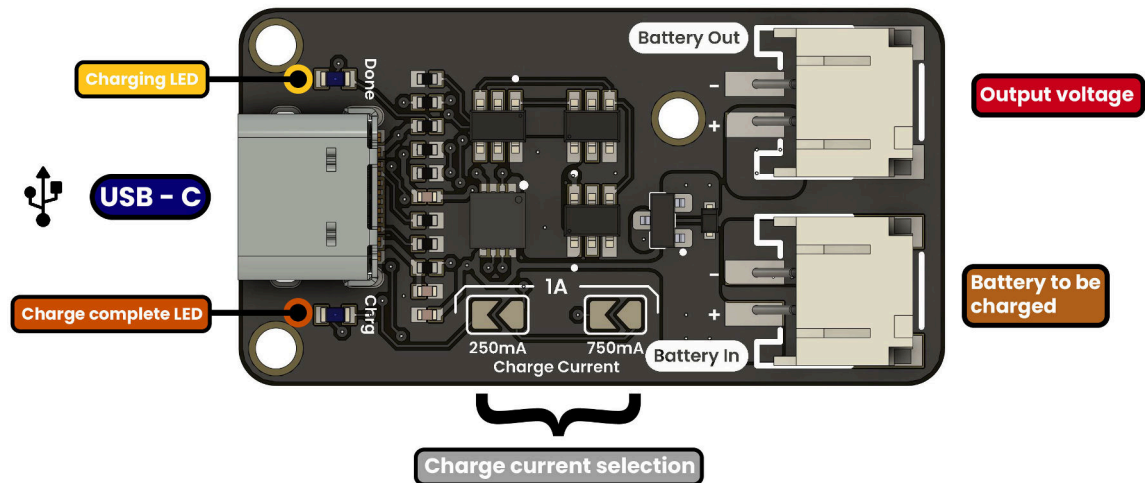 Battery Out
Charging LED
Done
-
+
Output voltage
USB - C
1A
-
+
Battery to be
charged
Charge complete LED
Chrg
250mA
750mA
Charge Current
Battery In
Charge current selection